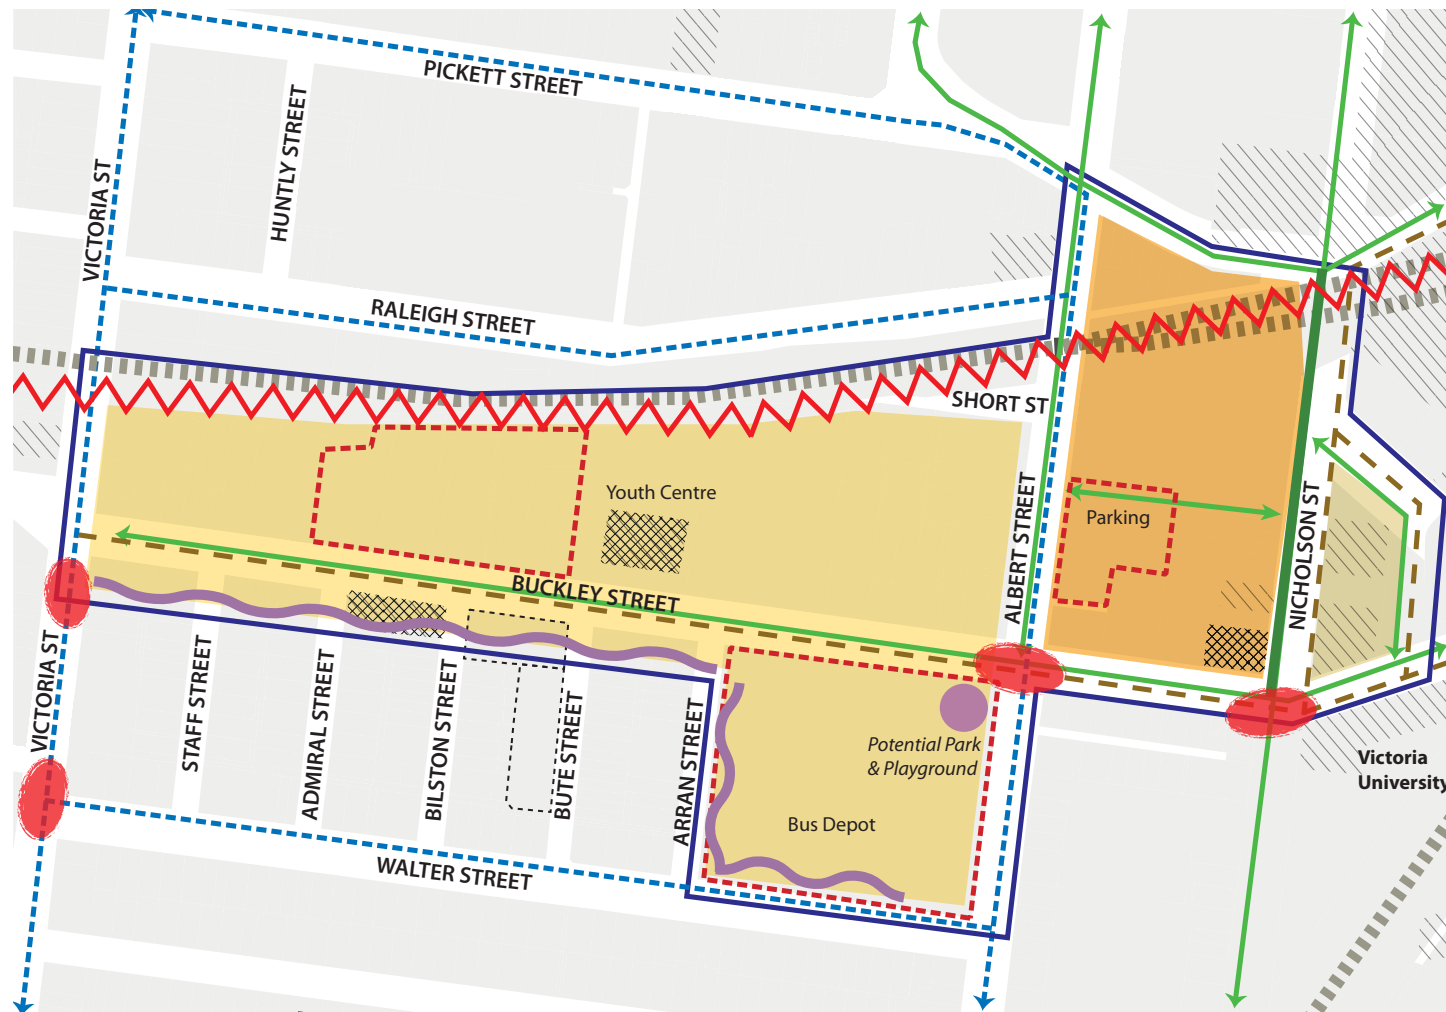 PICKETT STREET
HUNTLY STREET
VICTORIA ST
RALEIGH STREET
SHORT ST
Youth Centre
ALBERT STREET
Parking
NICHOLSON ST
BUCKLEY STREET
VICTORIA ST
STAFF STREET
ADMIRAL STREET
BILSTON STREET
BUTE STREET
ARRAN STREET
Potential Park
& Playground
Bus Depot
Victoria
University
WALTER STREET